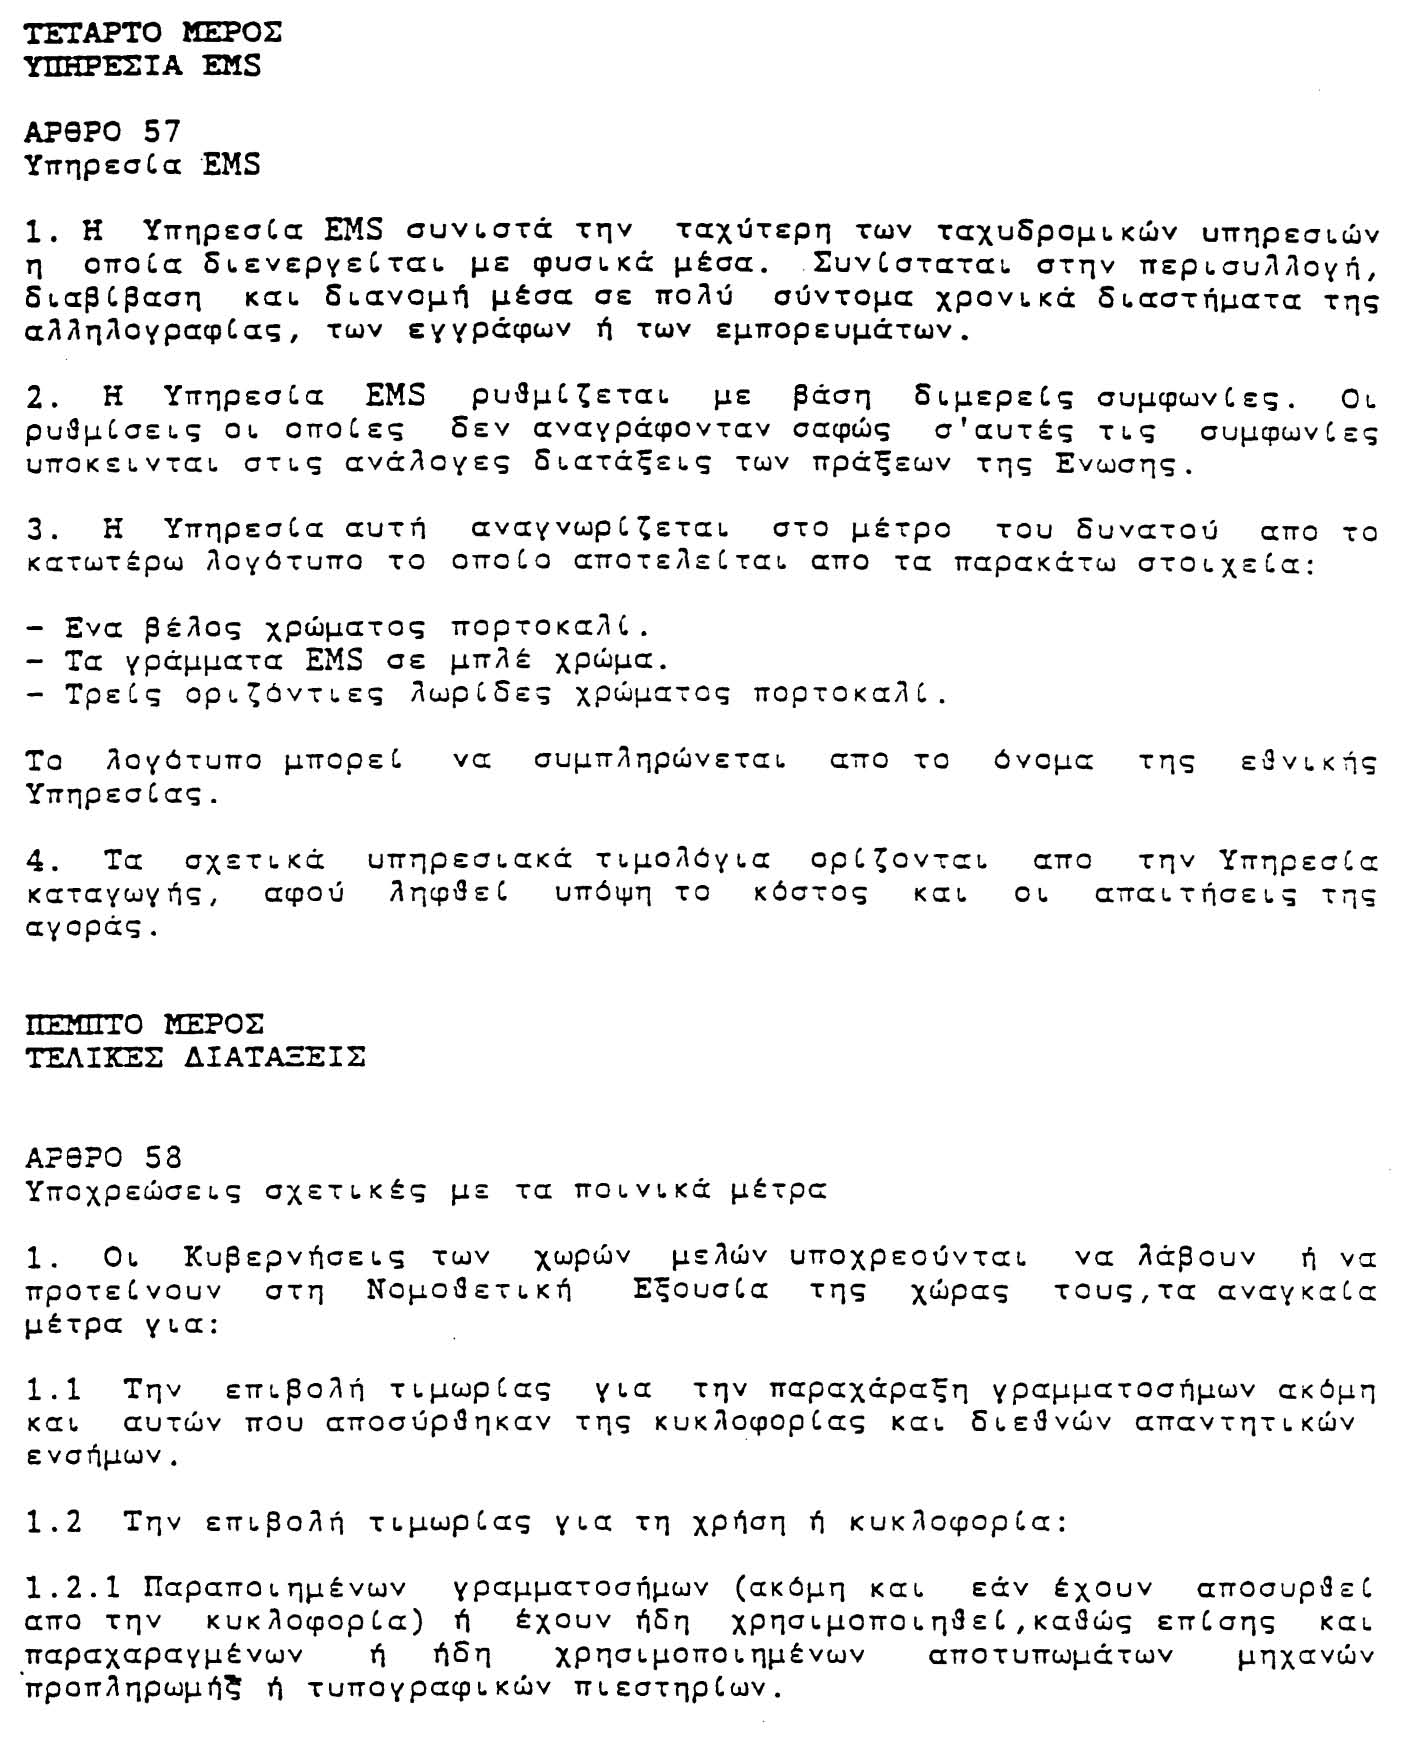 ΤΕΤΑΡΤΟ ΜΕΡΟΣ
ΥΠΗΡΕΣΙΑ EMS
ΑΡΘΡΟ 57
Υπηρεσία EMS
1. Η Υπηρεσία EMS συνιστά την ταχύτερη των ταχυδρομικών υπηρεσιών
η οποία διενεργείται με φυσικά μέσα. Συνίσταται στην περισυλλογή,
διαβίβαση και διανομή μέσα σε πολύ σύντομα χρονικά διαστήματα της
αλληλογραφίας, των εγγράφων ή των εμπορευμάτων.
2. Η Υπηρεσία EMS ρυθμίζεται με βάση διμερείς συμφωνίες. Οι
ρυθμίσεις οι οποίες δεν αναγράφονταν σαφώς σ'αυτές τις συμφωνίες
υποκεινται στις ανάλογες διατάξεις των πράξεων της Ενωσης.
3. Η Υπηρεσία αυτή αναγνωρίζεται στο μέτρο του δυνατού απο το
κατωτέρω λογότυπο το οποίο αποτελείται απο τα παρακάτω στοιχεία:
- Ενα βέλος χρώματος πορτοκαλί.
- Τα γράμματα EMS σε μπλέ χρώμα.
- Τρείς οριζόντιες λωρίδες χρώματος πορτοκαλί.
Το λογότυπο μπορεί να συμπληρώνεται απο το όνομα της εθνικής
Υπηρεσίας.
4. Τα σχετικά υπηρεσιακά τιμολόγια ορίζονται απο την Υπηρεσία
καταγωγής, αφού ληφθεί υπόψη το κόστος και οι απαιτήσεις της
αγοράς.
ΠΕΜΠΤΟ ΜΕΡΟΣ
ΤΕΛΙΚΕΣ ΔΙΑΤΑΞΕΙΣ
ΑΡΘΡΟ 58
Υποχρεώσεις σχετικές με τα ποινικά μέτρα
1. Οι Κυβερνήσεις των χωρών μελών υποχρεούνται να λάβουν ή να
προτείνουν στη Νομοθετική Εξουσία της χώρας τους,τα αναγκαία
μέτρα για:
1.1 Την επιβολή τιμωρίας για την παραχάραξη γραμματοσήμων ακόμη
και αυτών που αποσύρθηκαν της κυκλοφορίας και διεθνών απαντητικών
ενσήμων.
1.2 Την επιβολή τιμωρίας για τη χρήση ή κυκλοφορία:
1.2.1 Παραποιημένων γραμματοσήμων (ακόμη και εάν έχουν αποσυρθεί
απο την κυκλοφορία) ή έχουν ήδη χρησιμοποιηθεί,καθώς επίσης και
παραχαραγμένων ή ήδη χρησιμοποιημένων αποτυπωμάτων μηχανών
προπληρωμής ή τυπογραφικών πιεστηρίων.